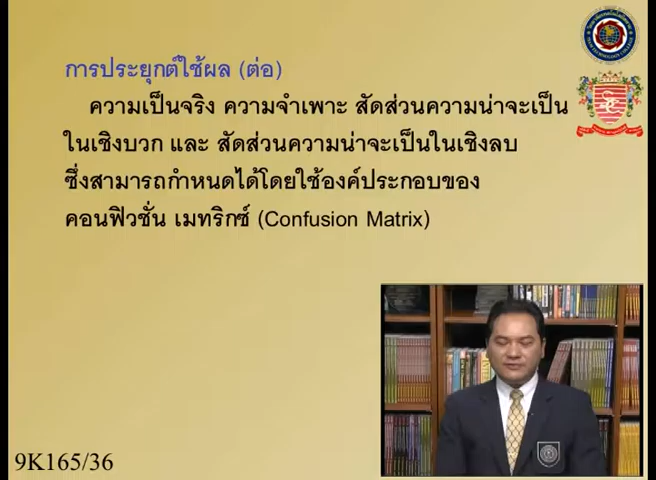 การประยุกต์ใช้ผล (ต่อ)
ความเป็นจริง ความจำเพาะ สัดส่วนความน่าจะเป็น
ในเชิงบวก และ สัดส่วนความน่าจะเป็นในเชิงลบ
ซึ่งสามารถกำหนดได้โดยใช้องค์ประกอบของ
คอนฟิวชั่น เมทริกซ์ (Confusion Matrix)
9K165/36